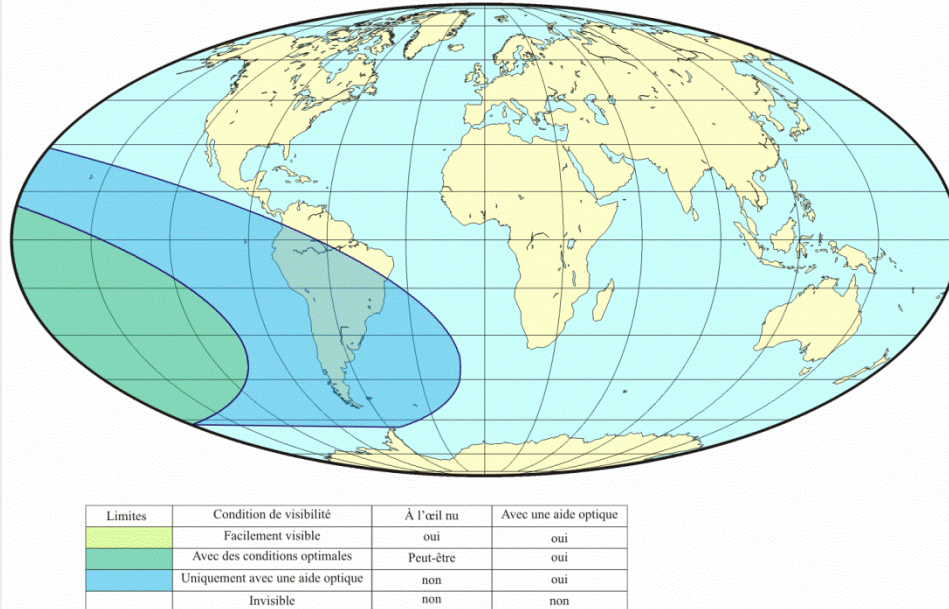 Limites Condition de visibilité À l’œil nu Avec une aide optique
Facilement visible oui oui
Avec des conditions optimales Peut-être oui
Uniquement avec une aide optique non oui
Invisible non non